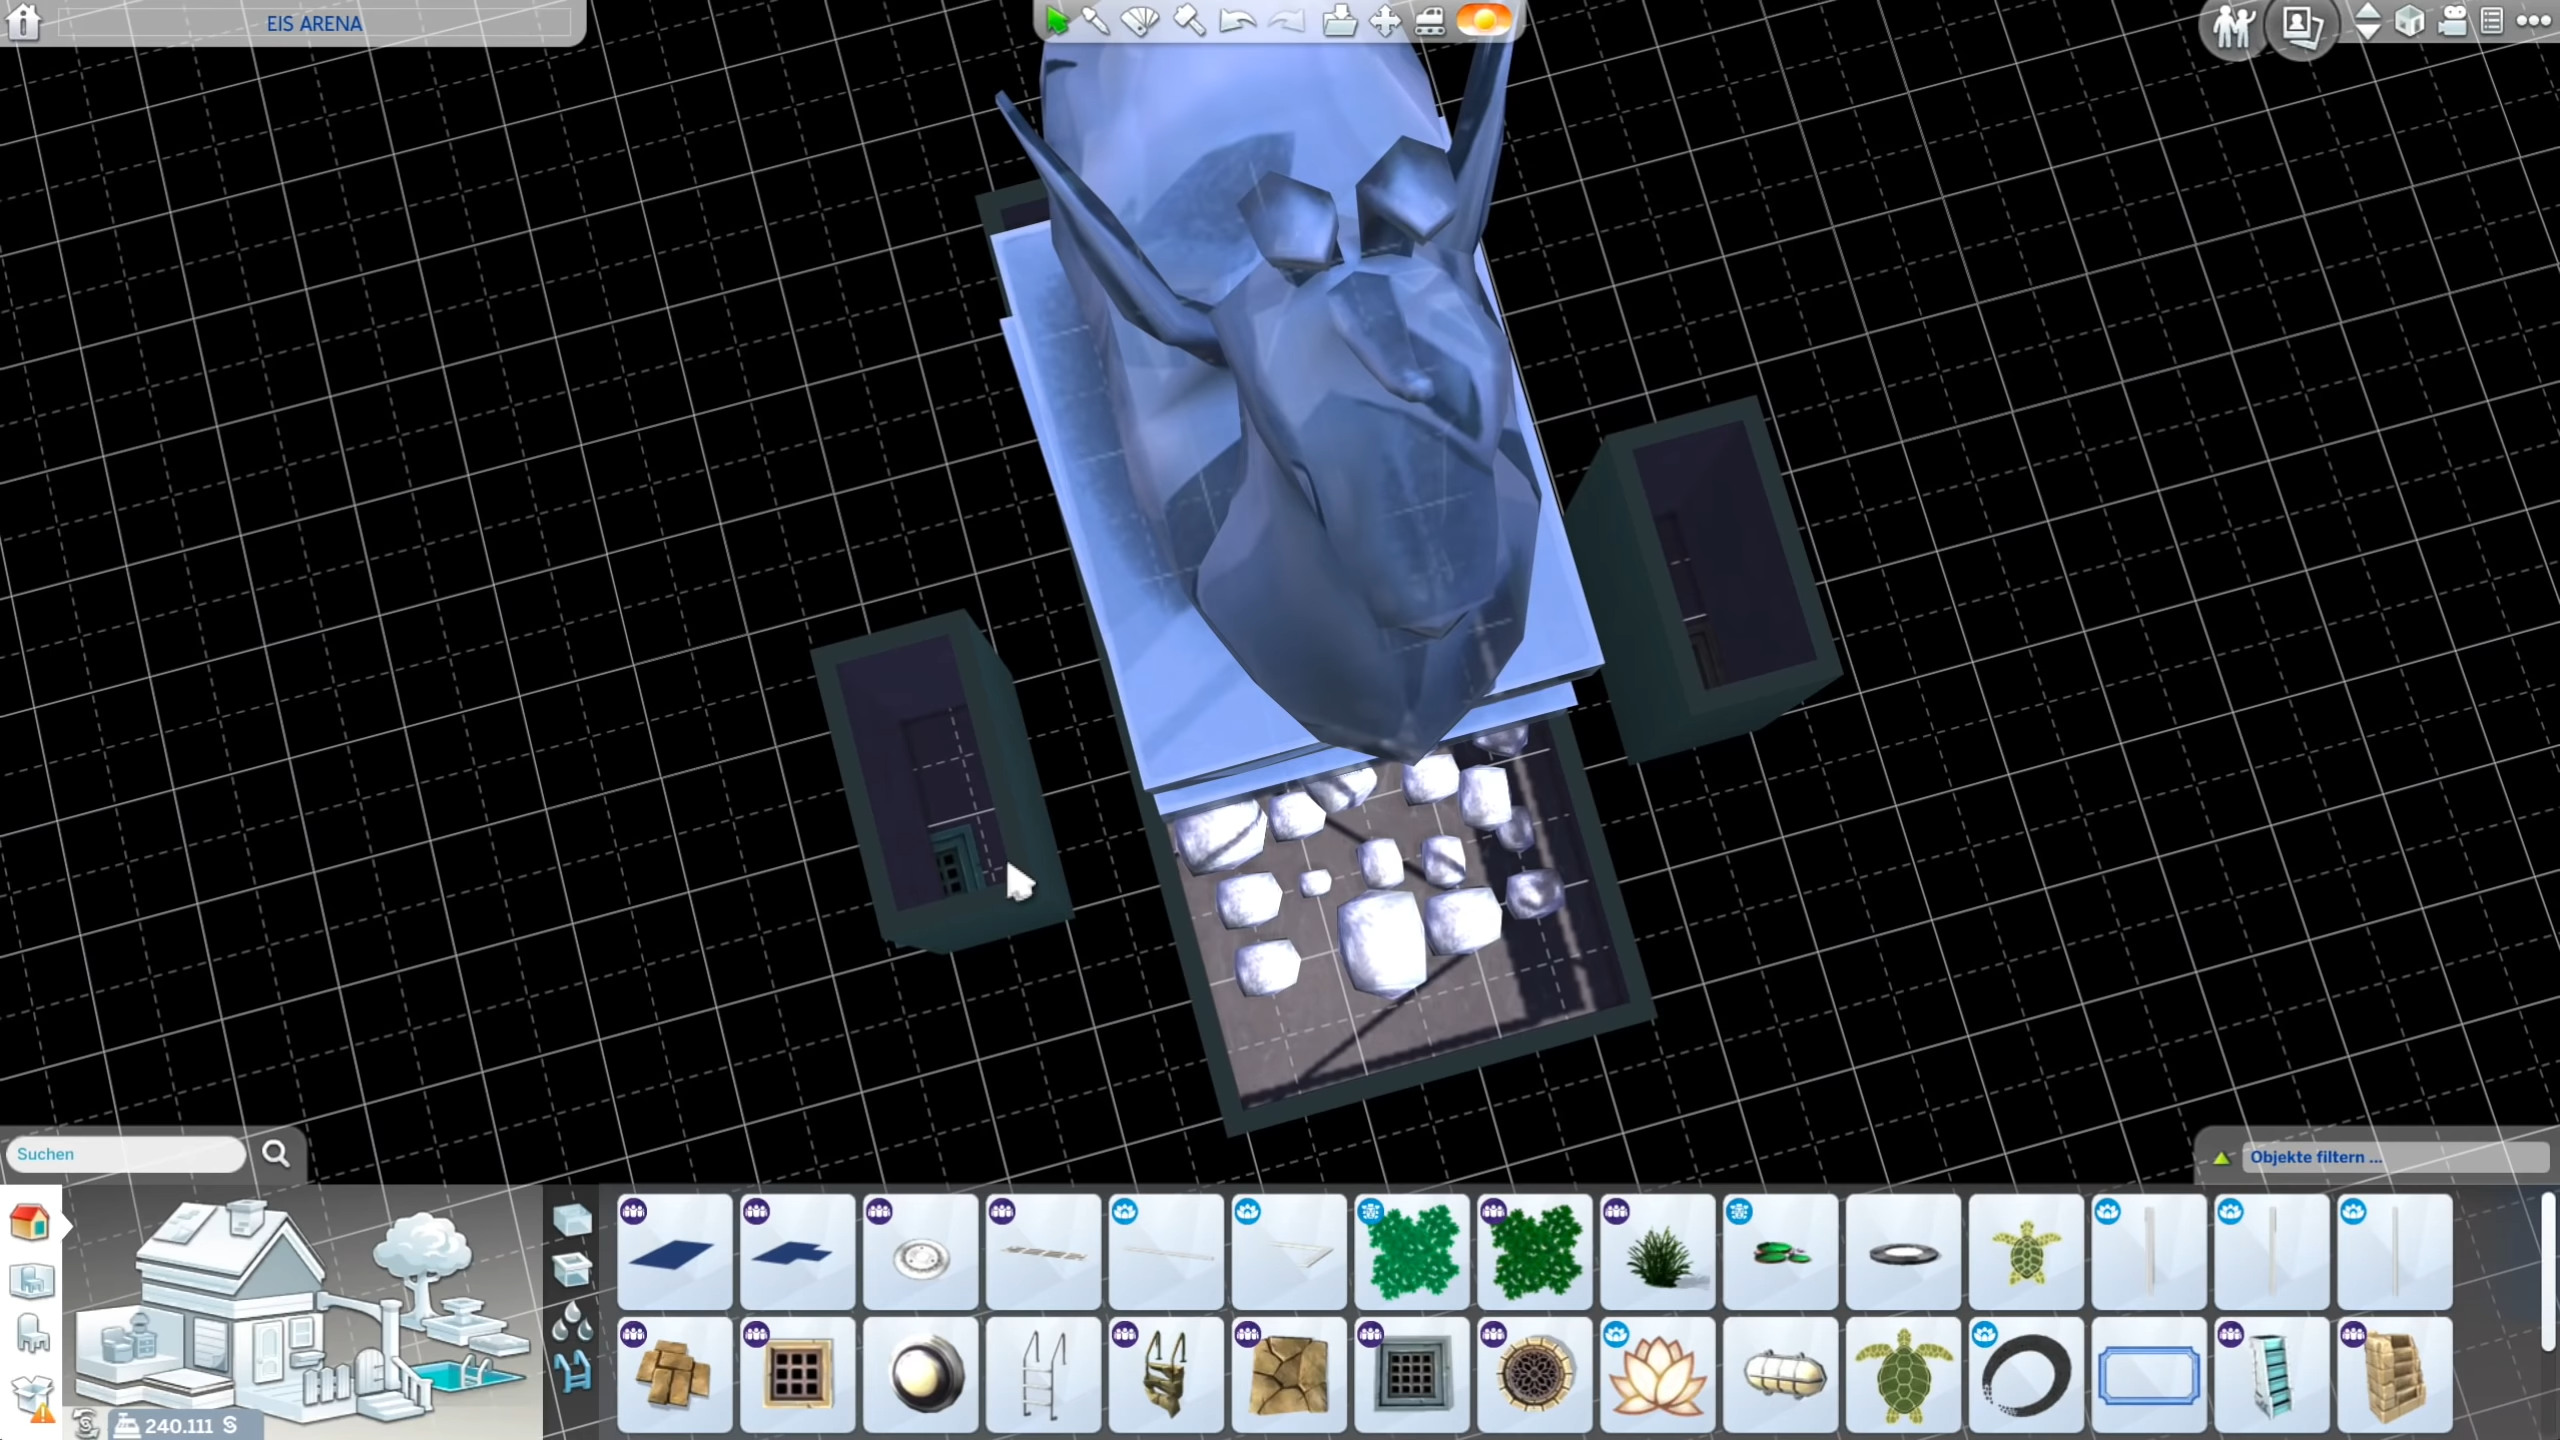 EIS ARENA
Suchen
Objekte filtern ...
240.111 §